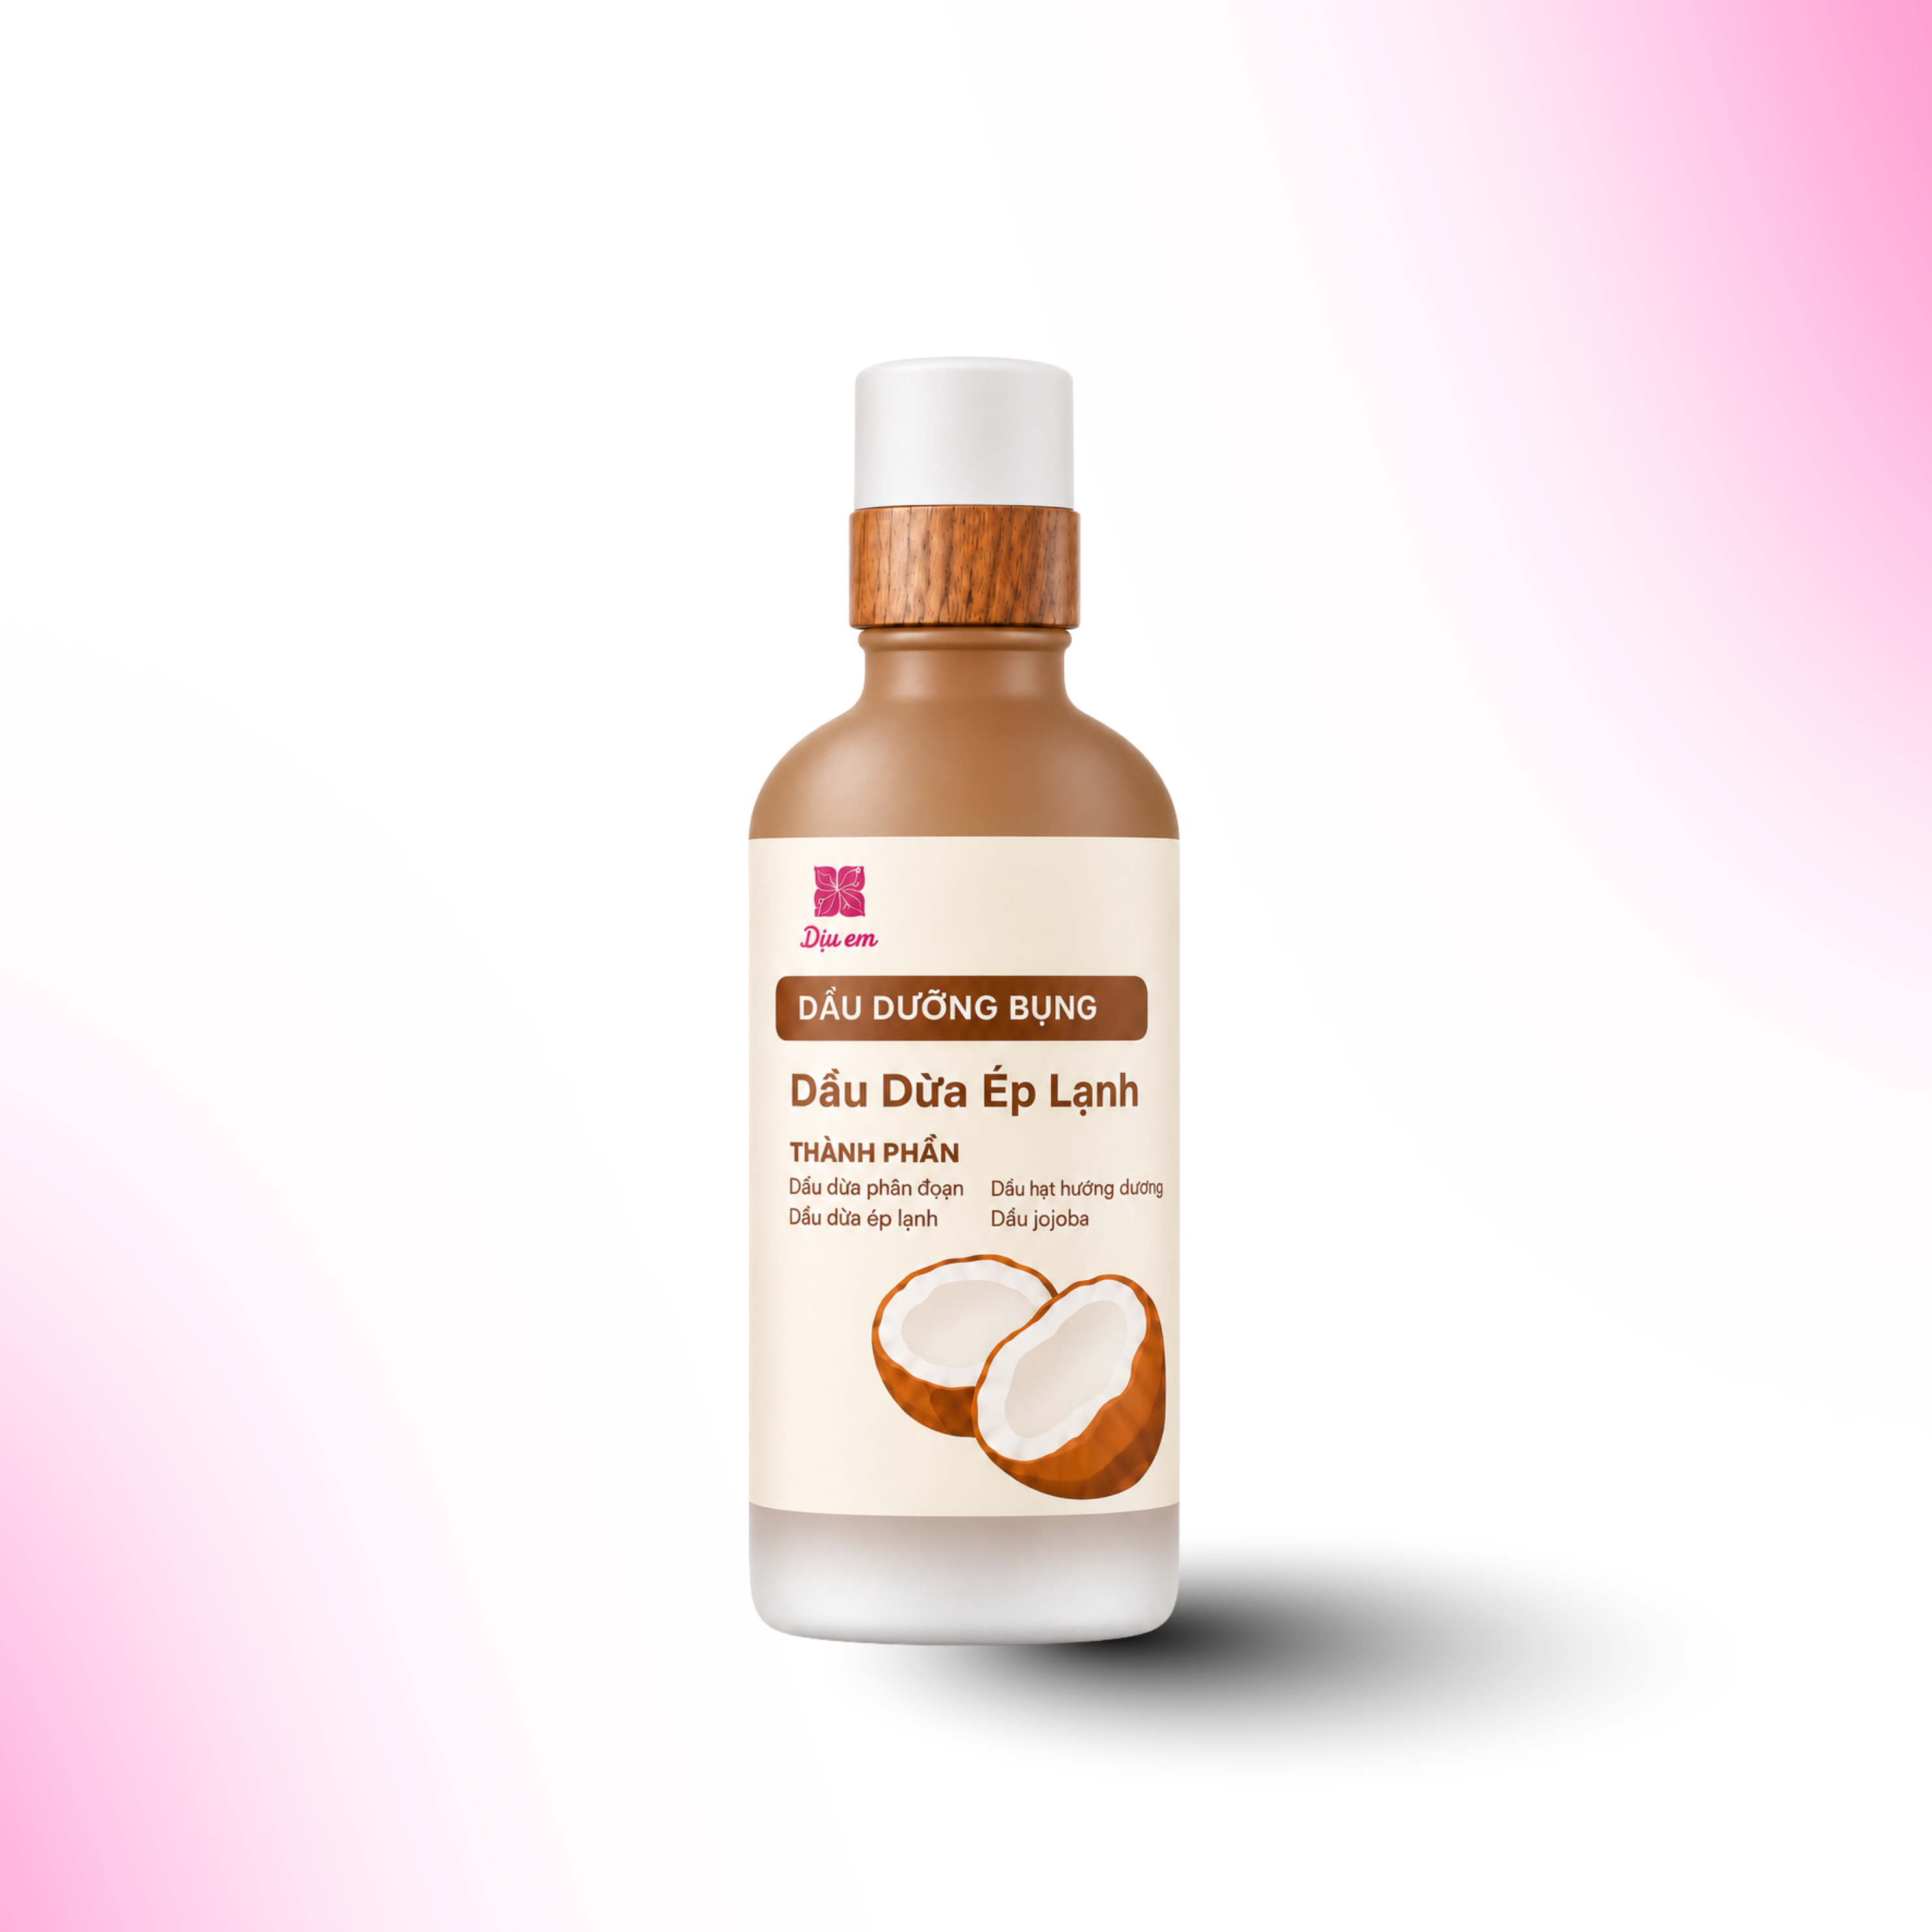 Dịu em
DẦU DƯỠNG BỤNG
Dầu Dừa Ép Lạnh
THÀNH PHẦN
Dầu dừa phân đoạn
Dầu hạt hướng dương
Dầu dừa ép lạnh
Dầu jojoba